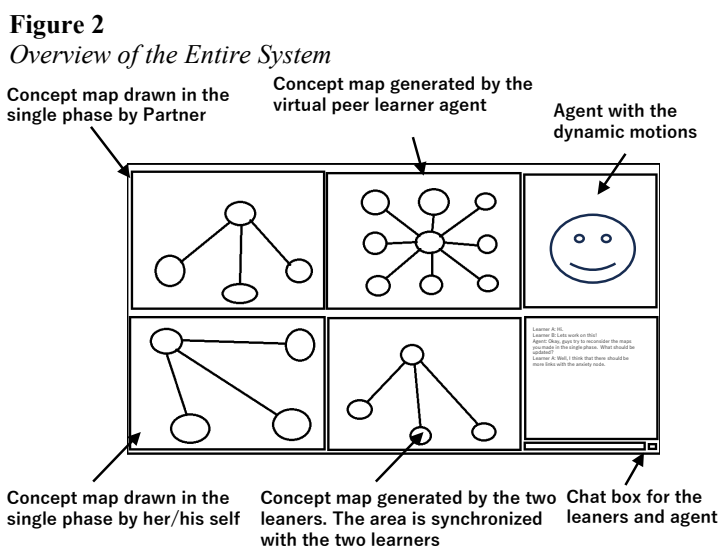 Figure 2
Overview of the Entire System
Concept map drawn in the
single phase by Partner
Concept map generated by the
virtual peer learner agent
Agent with the
dynamic motions
Learner A: Hi.
Learner B: Lets work on this!
Agent: Okay, guys try to reconsider the maps
you made in the single phase. What should be
updated?
Learner A: Well, I think that there should be
more links with the anxiety node.
Concept map drawn in the
single phase by her/his self
Concept map generated by the two
leaners. The area is synchronized
with the two learners
Chat box for the
leaners and agent